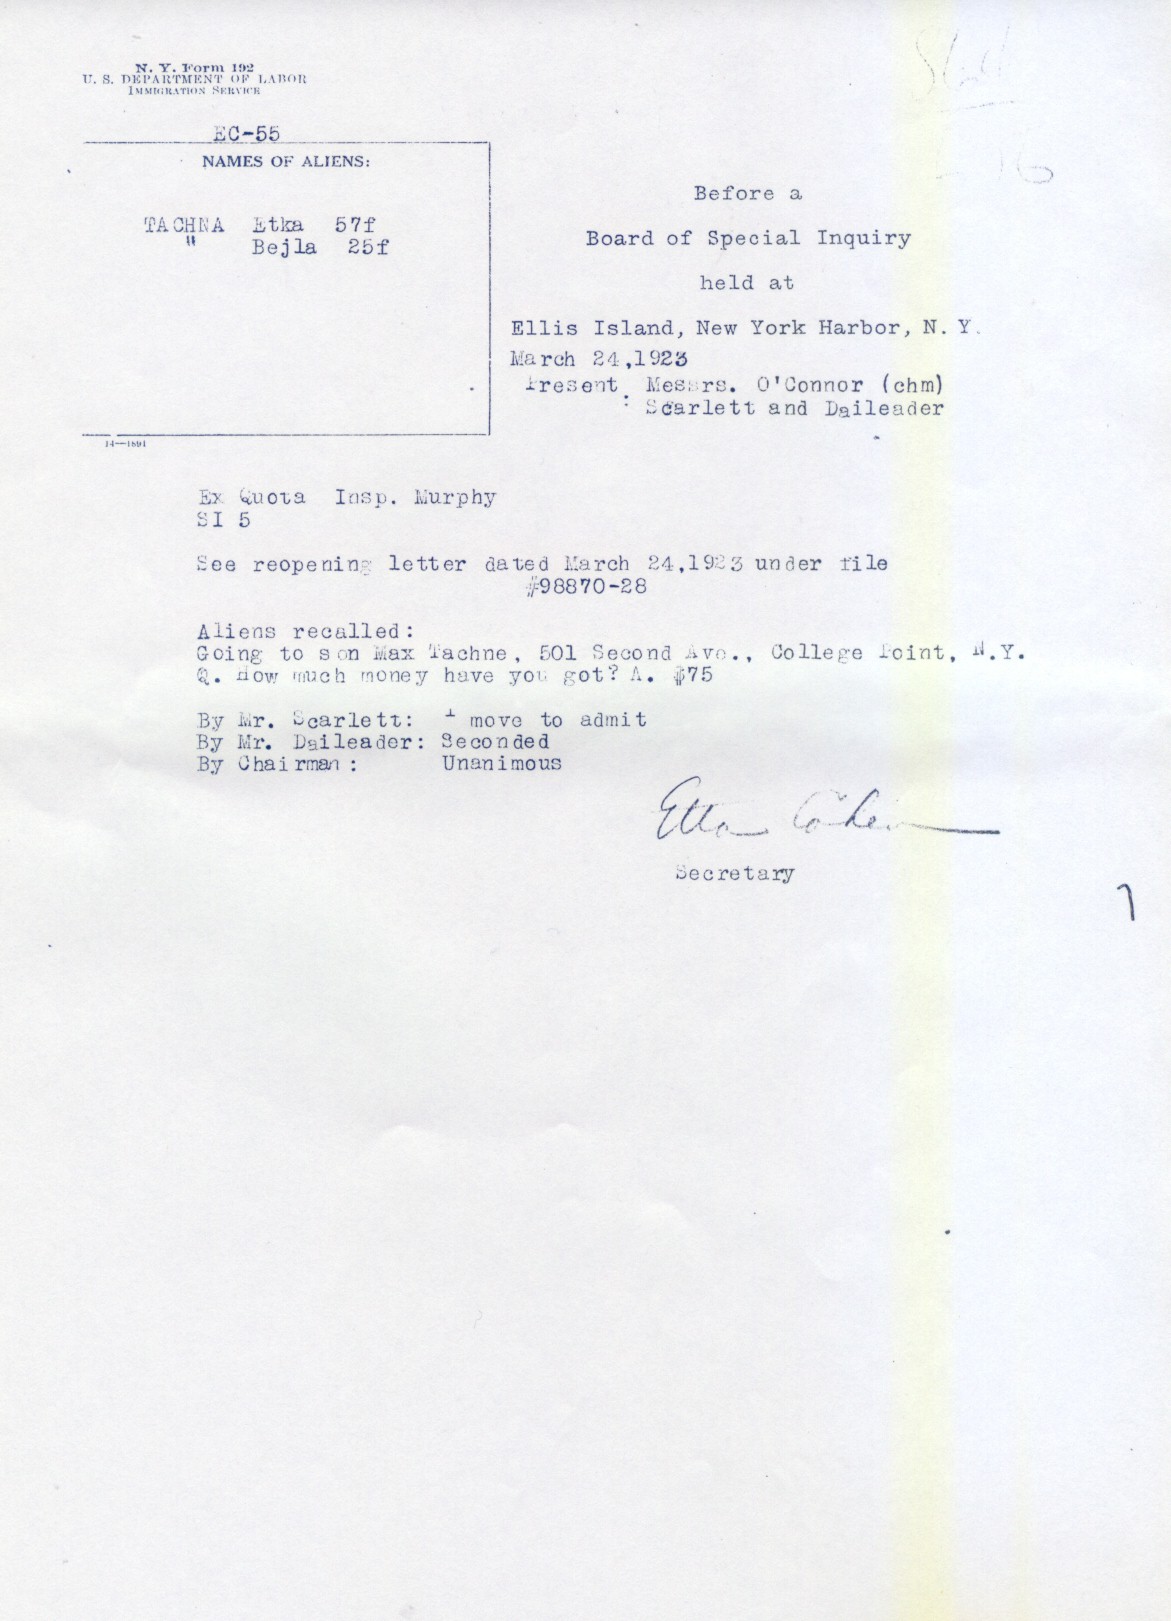 N. Y. Form 192
U. S. DEPARTMENT OF LABOR
IMMIGRATION SERVICE
EC-55
NAMES OF ALIENS:
TACHNA Etka 57f
" Bejla 25f
14—1891
Before a
Board of Special Inquiry
held at
Ellis Island, New York Harbor, N. Y.
March 24,1923
Present : Messrs. O'Connor (chm)
Scarlett and Daileader
Ex Quota Insp. Murphy
SI 5
See reopening letter dated March 24,1923 under file
#98870-28
Aliens recalled:
Going to son Max Tachne, 501 Second Ave., College Point, N.Y.
Q. How much money have you got? A. $75
By Mr. Scarlett: I move to admit
By Mr. Daileader: Seconded
By Chairman: Unanimous
Etta Cohen
Secretary